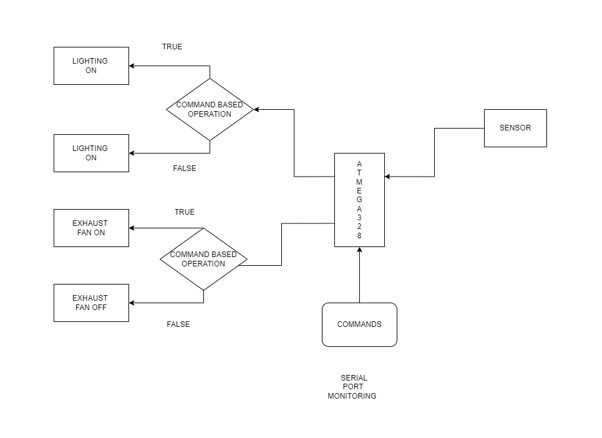 TRUE
LIGHTING
ON
COMMAND BASED
OPERATION
SENSOR
LIGHTING
ON
FALSE
A
T
M
E
G
A
3
2
8
TRUE
EXHAUST
FAN ON
COMMAND BASED
OPERATION
EXHAUST
FAN OFF
FALSE
COMMANDS
SERIAL
PORT
MONITORING